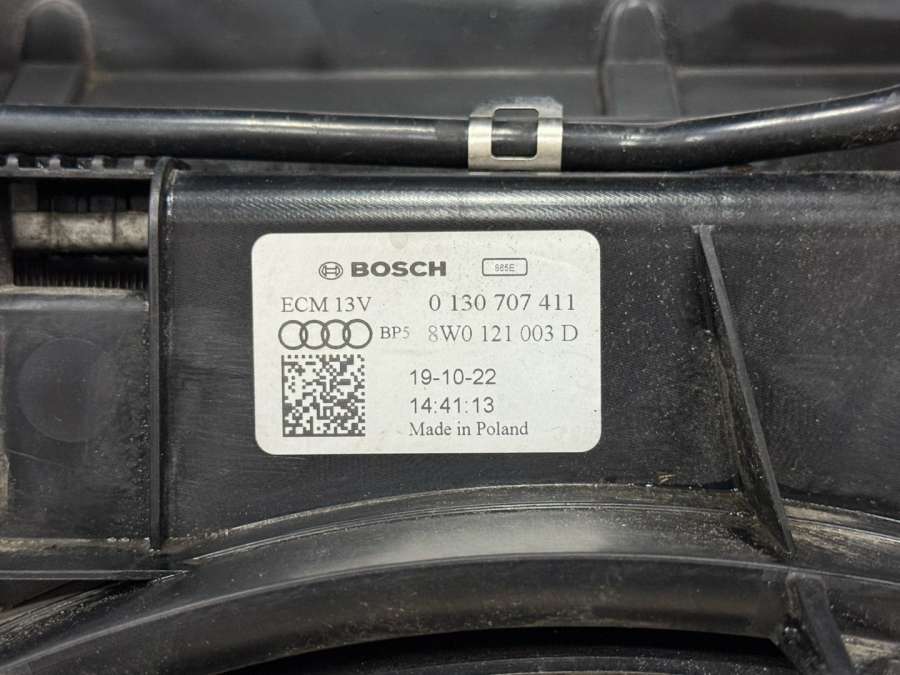 BOSCH 865E
ECM 13V 0 130 707 411
BP5 8W0 121 003 D
19-10-22
14:41:13
Made in Poland